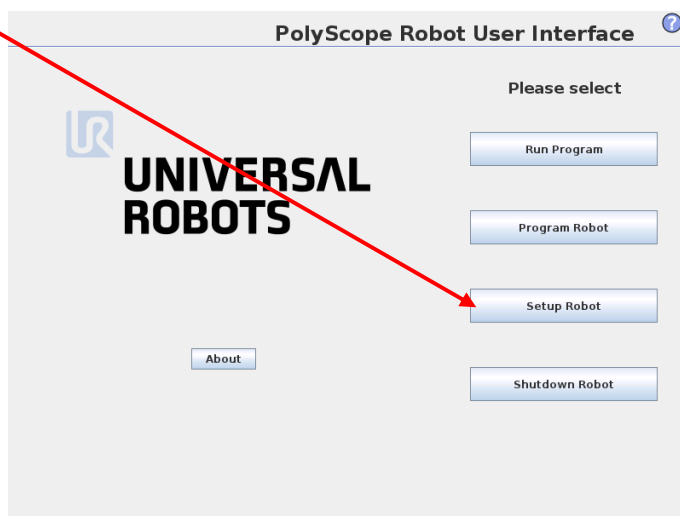 PolyScope Robot User Interface
?
Please select
UR
UNIVERSAL
ROBOTS
Run Program
Program Robot
Setup Robot
About
Shutdown Robot